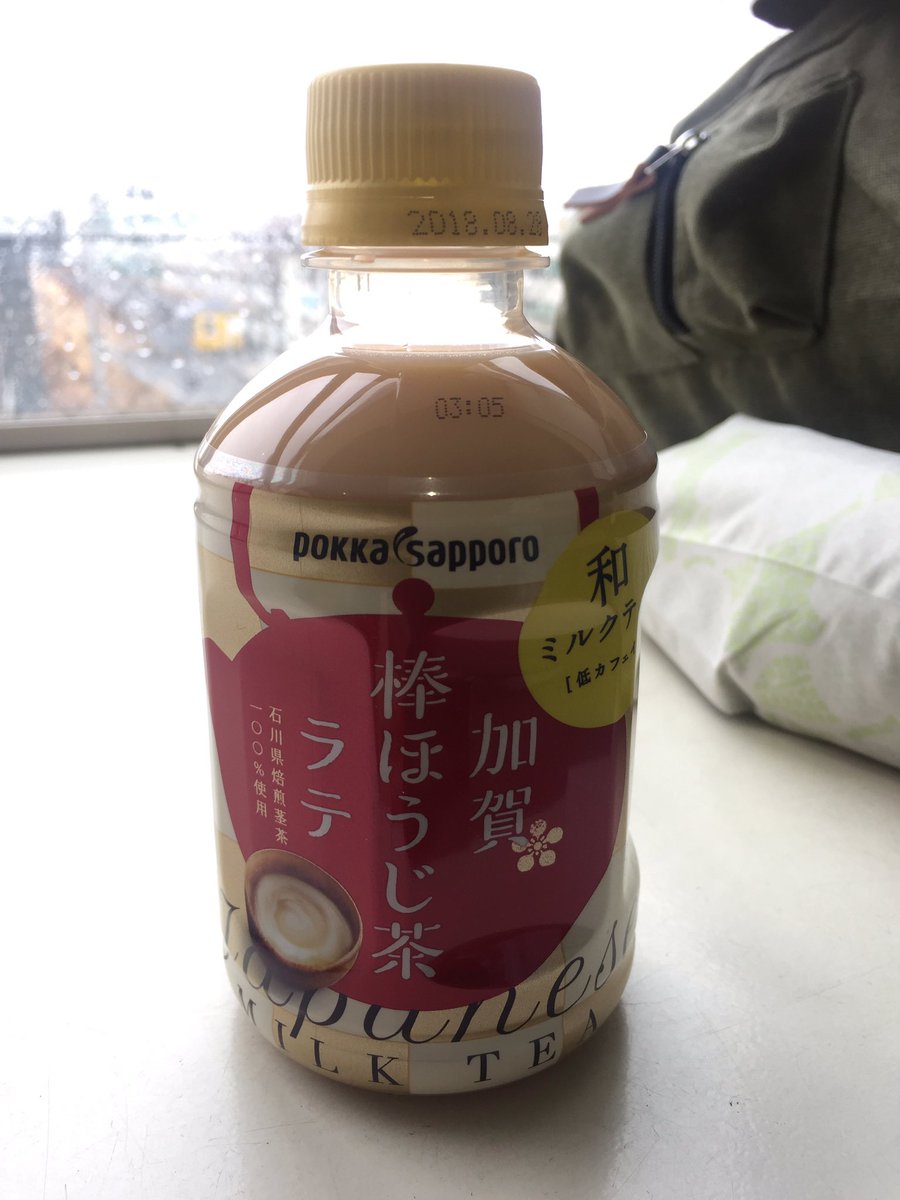 2018.08.28
03:05
POKKA sapporo
和
ミルクテ
[低カフェイ
加賀
棒ほうじ茶
ラテ
石川県焙煎茎茶
一〇〇%使用
Japanese
MILK TEA